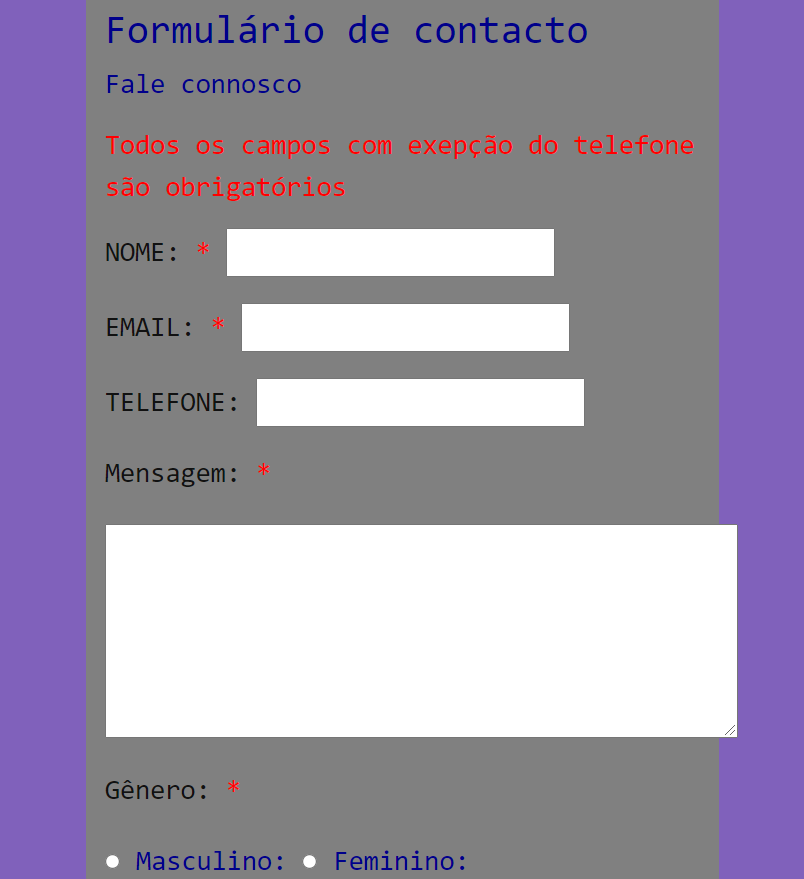 Formulário de contacto
Fale connosco
Todos os campos com exepção do telefone
são obrigatórios
NOME: *
EMAIL: *
TELEFONE:
Mensagem: *
Gênero: *
Masculino: Feminino: